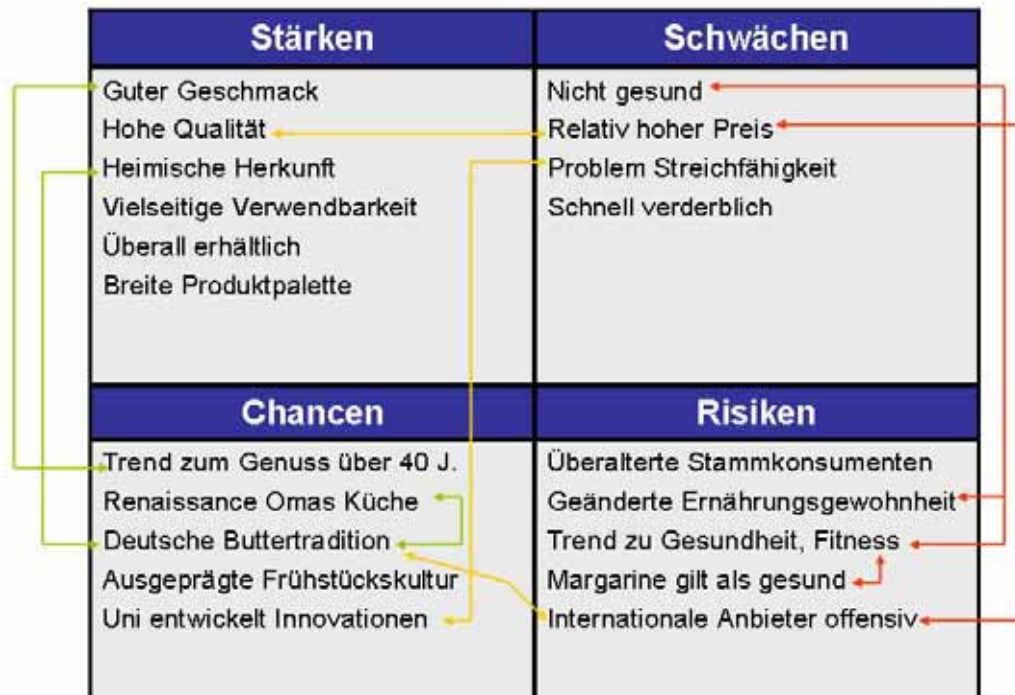 Stärken
Guter Geschmack
Hohe Qualität
Heimische Herkunft
Vielseitige Verwendbarkeit
Überall erhältlich
Breite Produktpalette
Schwächen
Nicht gesund
Relativ hoher Preis
Problem Streichfähigkeit
Schnell verderblich
Chancen
Trend zum Genuss über 40 J.
Renaissance Omas Küche
Deutsche Buttertradition
Ausgeprägte Frühstückskultur
Uni entwickelt Innovationen
Risiken
Überalterte Stammkonsumenten
Geänderte Ernährungsgewohnheit
Trend zu Gesundheit, Fitness
Margarine gilt als gesund
Internationale Anbieter offensiv